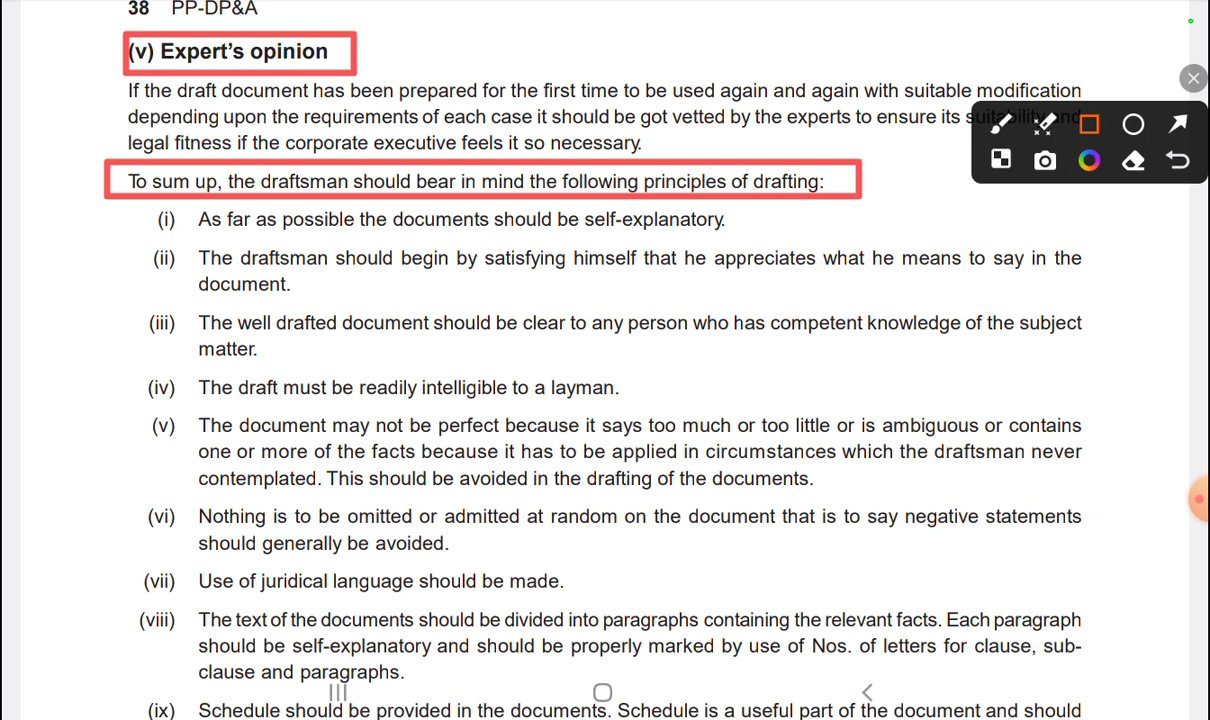 38 PP-DP&A
(v) Expert’s opinion
If the draft document has been prepared for the first time to be used again and again with suitable modification
depending upon the requirements of each case it should be got vetted by the experts to ensure its suitability and
legal fitness if the corporate executive feels it so necessary.
To sum up, the draftsman should bear in mind the following principles of drafting:
(i) As far as possible the documents should be self-explanatory.
(ii) The draftsman should begin by satisfying himself that he appreciates what he means to say in the
document.
(iii) The well drafted document should be clear to any person who has competent knowledge of the subject
matter.
(iv) The draft must be readily intelligible to a layman.
(v) The document may not be perfect because it says too much or too little or is ambiguous or contains
one or more of the facts because it has to be applied in circumstances which the draftsman never
contemplated. This should be avoided in the drafting of the documents.
(vi) Nothing is to be omitted or admitted at random on the document that is to say negative statements
should generally be avoided.
(vii) Use of juridical language should be made.
(viii) The text of the documents should be divided into paragraphs containing the relevant facts. Each paragraph
should be self-explanatory and should be properly marked by use of Nos. of letters for clause, sub-
clause and paragraphs.
(ix) Schedule should be provided in the documents. Schedule is a useful part of the document and should